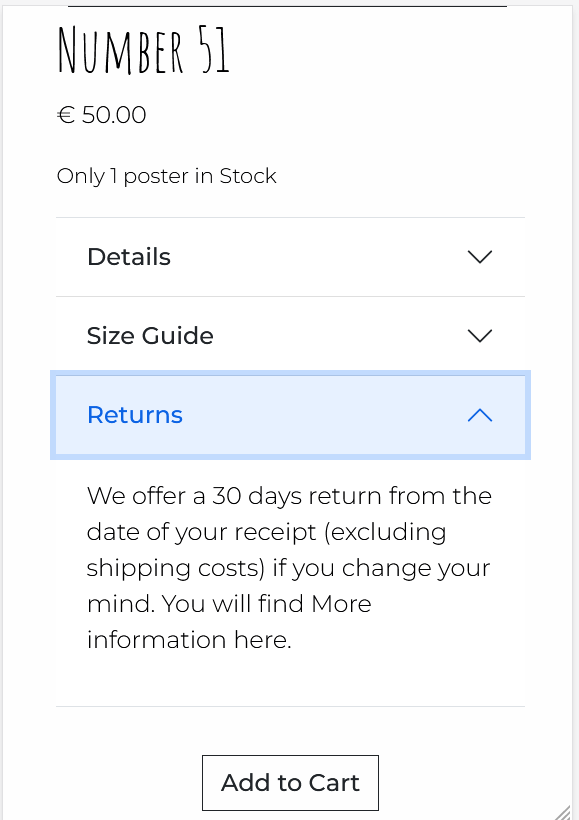 Number 51
€ 50.00
Only 1 poster in Stock
Details
Size Guide
Returns
We offer a 30 days return from the
date of your receipt (excluding
shipping costs) if you change your
mind. You will find More
information here.
Add to Cart